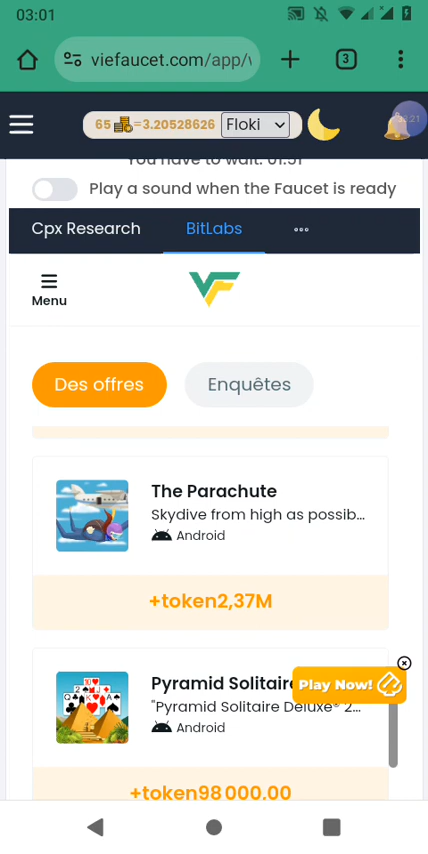 03:01
viefaucet.com/app/v
3
65 =3.20528626 Floki
03:21
You have to wait: 01:51
Play a sound when the Faucet is ready
Cpx Research BitLabs
Menu
Des offres Enquêtes
The Parachute
Skydive from high as possib...
Android
+token2,37M
Pyramid Solitaire
Play Now!
"Pyramid Solitaire Deluxe® 2...
Android
+token98 000,00